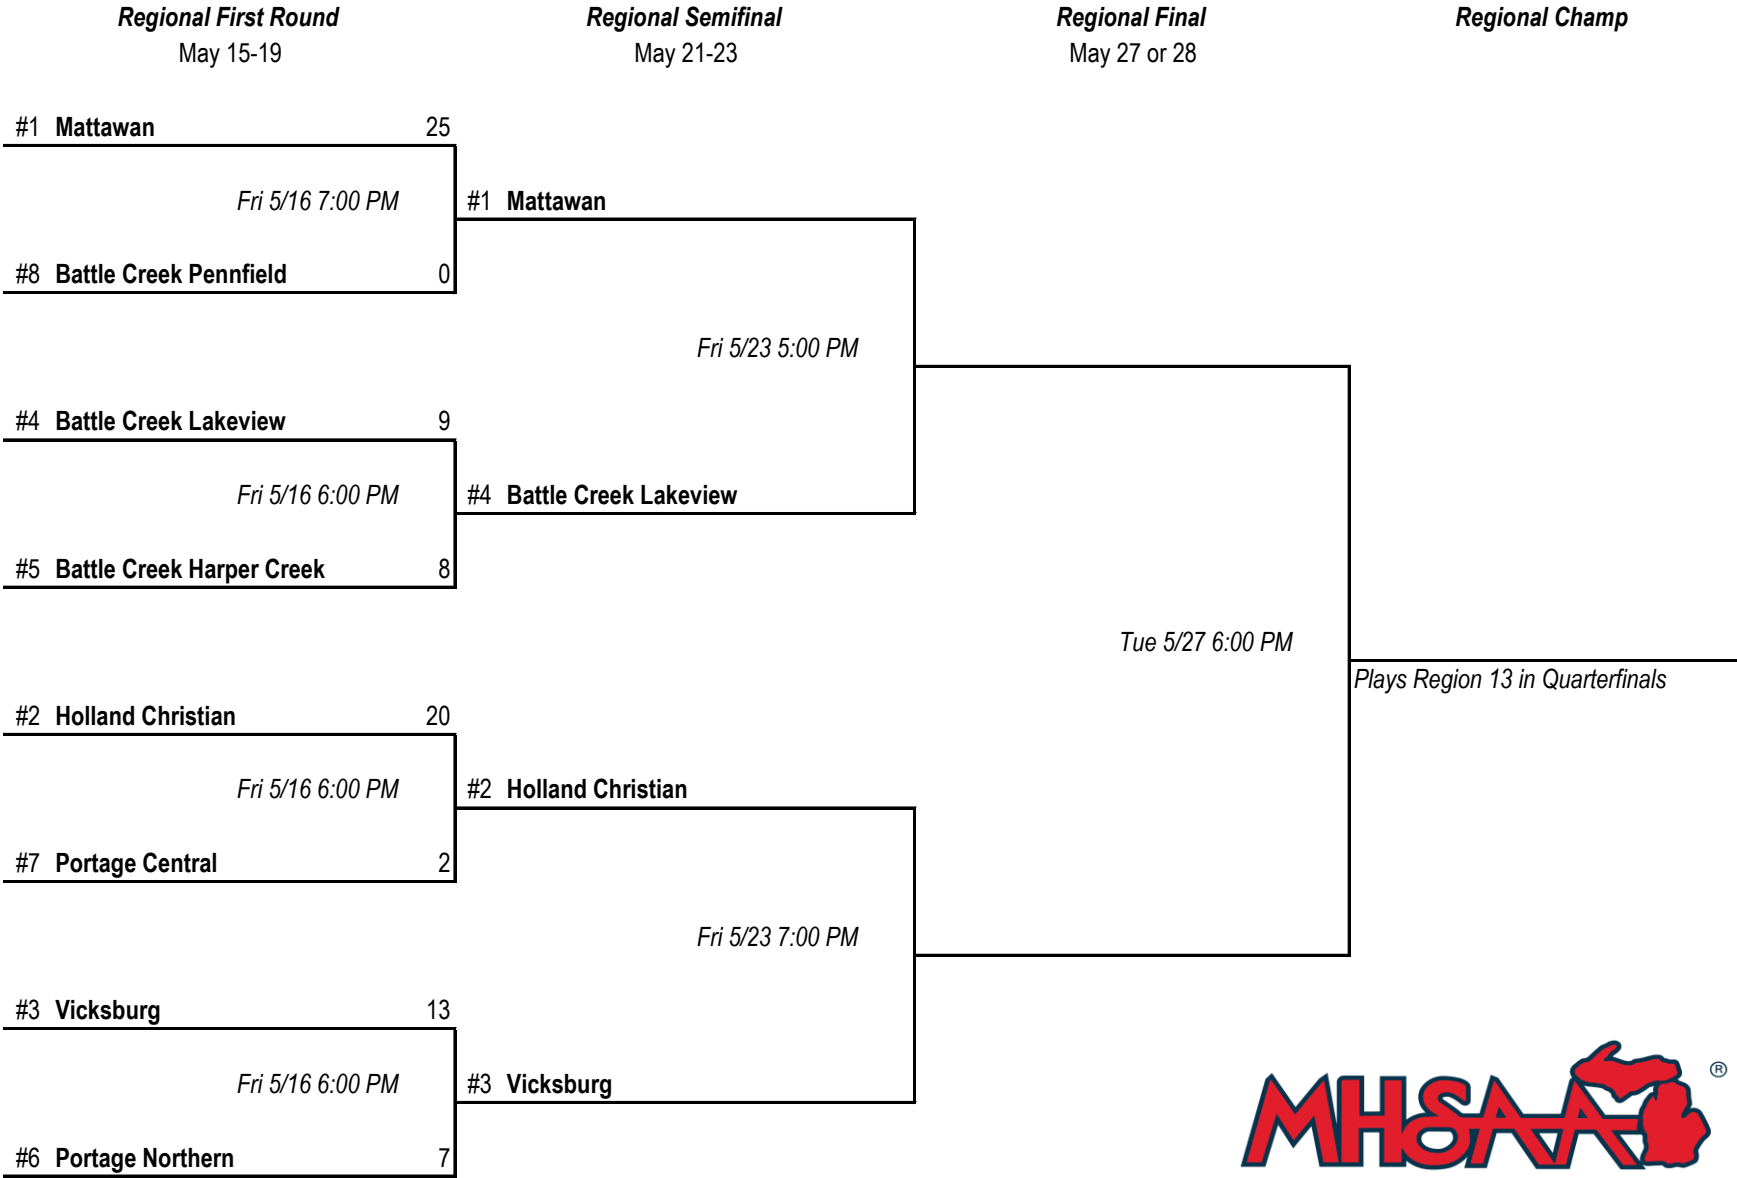 Regional First Round Regional Semifinal Regional Final Regional Champ
May 15-19 May 21-23 May 27 or 28
#1 Mattawan 25
Fri 5/16 7:00 PM #1 Mattawan
#8 Battle Creek Pennfield 0
Fri 5/23 5:00 PM
#4 Battle Creek Lakeview 9
Fri 5/16 6:00 PM #4 Battle Creek Lakeview
#5 Battle Creek Harper Creek 8
Tue 5/27 6:00 PM
Plays Region 13 in Quarterfinals
#2 Holland Christian 20
Fri 5/16 6:00 PM #2 Holland Christian
#7 Portage Central 2
Fri 5/23 7:00 PM
#3 Vicksburg 13
Fri 5/16 6:00 PM #3 Vicksburg
MHSAA ®
#6 Portage Northern 7